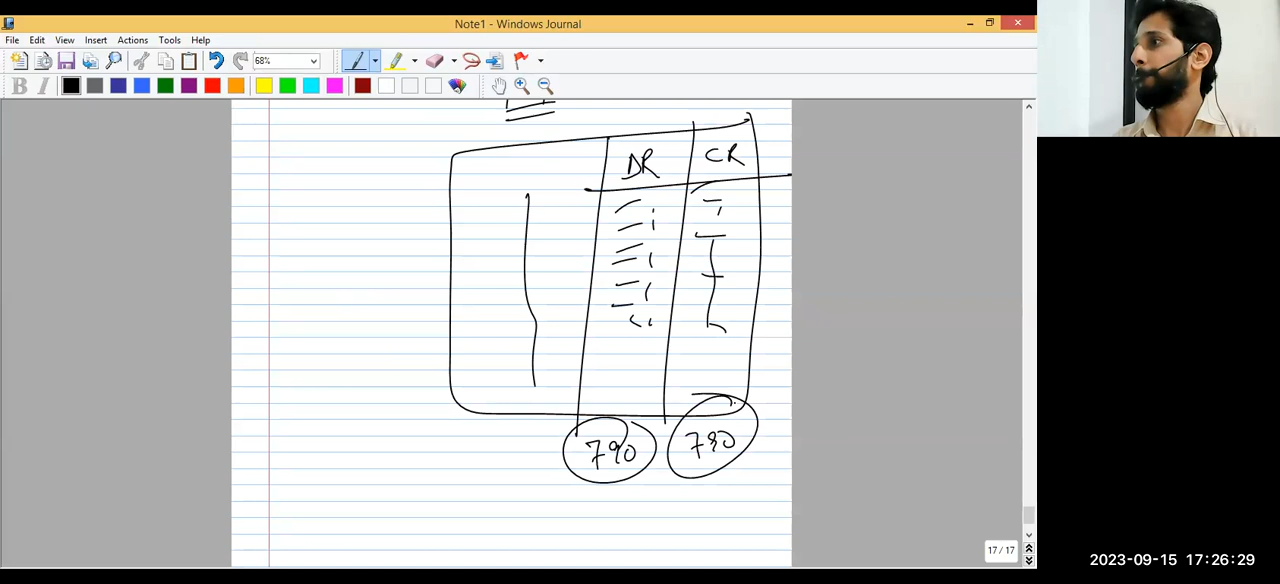 Note1 - Windows Journal
File Edit View Insert Actions Tools Help
68%
B I
DR CR
790 790
17 / 17
2023-09-15 17:26:29